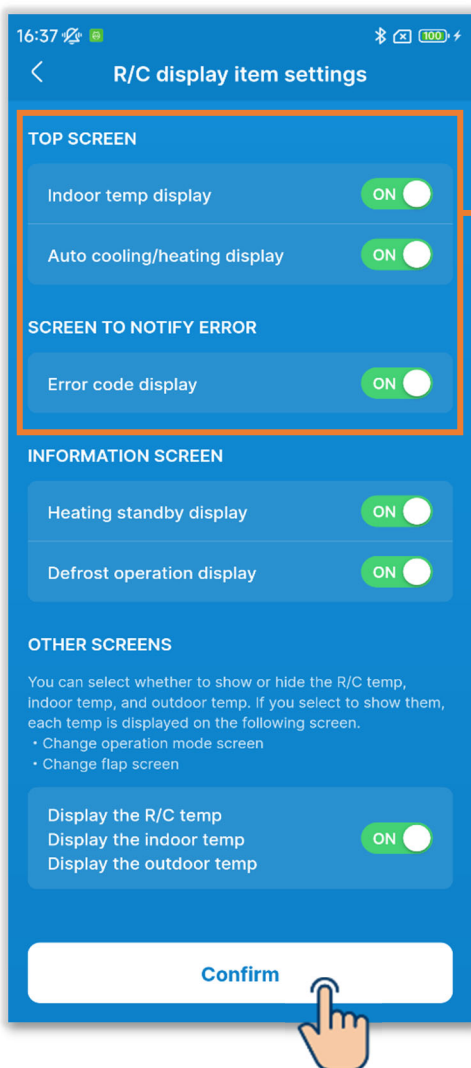 16:37
100
R/C display item settings
TOP SCREEN
Indoor temp display ON
Auto cooling/heating display ON
SCREEN TO NOTIFY ERROR
Error code display ON
INFORMATION SCREEN
Heating standby display ON
Defrost operation display ON
OTHER SCREENS
You can select whether to show or hide the R/C temp,
indoor temp, and outdoor temp. If you select to show them,
each temp is displayed on the following screen.
・Change operation mode screen
・Change flap screen
Display the R/C temp
Display the indoor temp ON
Display the outdoor temp
Confirm